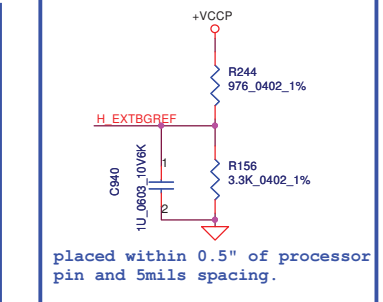 +VCCP
R244
976_0402_1%
H_EXTBGREF
1
C940
1U_0603_10V6K
2
R156
3.3K_0402_1%
placed within 0.5" of processor
pin and 5mils spacing.